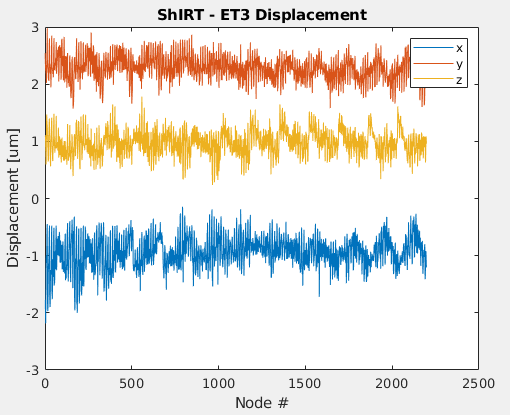 ShIRT - ET3 Displacement
3
2
1
0
-1
-2
-3
Displacement [um]
x
y
z
0 500 1000 1500 2000 2500
Node #